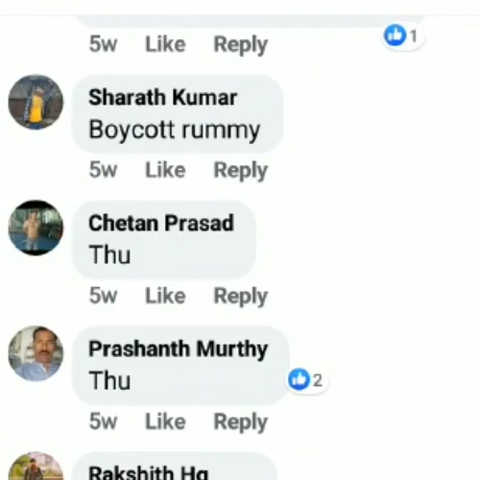 5w Like Reply 1
Sharath Kumar
Boycott rummy
5w Like Reply
Chetan Prasad
Thu
5w Like Reply
Prashanth Murthy
Thu
2
5w Like Reply
Rakshith Hg